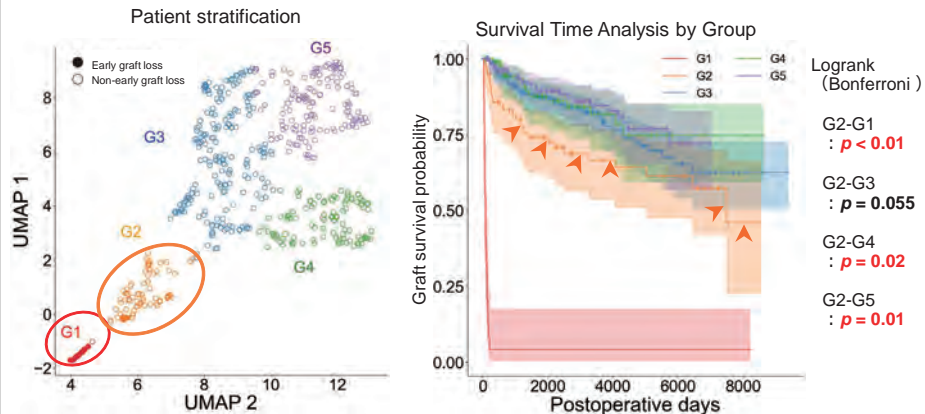 Patient stratification
Early graft loss
Non-early graft loss
G5
G3
G2
G4
G1
UMAP 1
8
6
4
2
0
−2
4
6
8
10
12
UMAP 2
Survival Time Analysis by Group
G1
G4
G2
G5
G3
Graft survival probability
1.00
0.75
0.50
0.25
0.00
0
2000
4000
6000
8000
Postoperative days
Logrank
(Bonferroni )
G2-G1
: p < 0.01
G2-G3
: p = 0.055
G2-G4
: p = 0.02
G2-G5
: p = 0.01